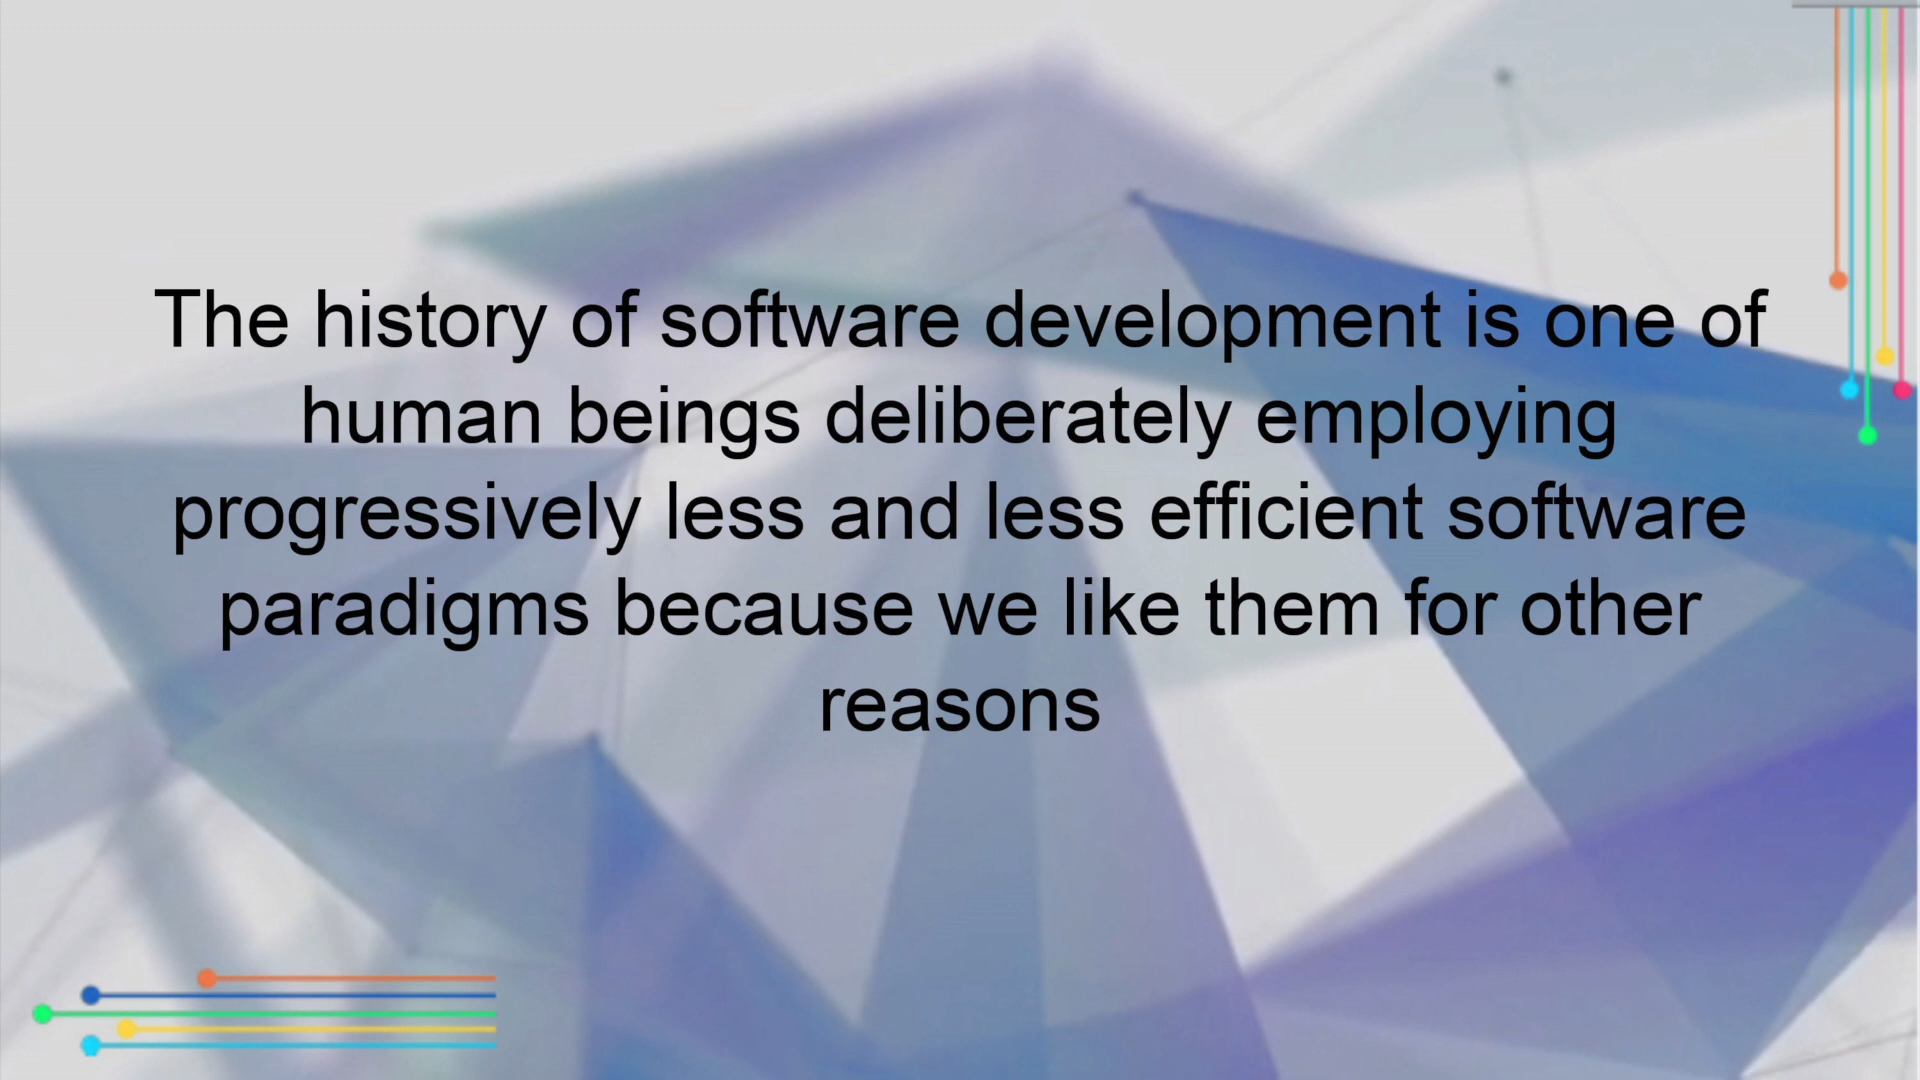 The history of software development is one of
human beings deliberately employing
progressively less and less efficient software
paradigms because we like them for other
reasons